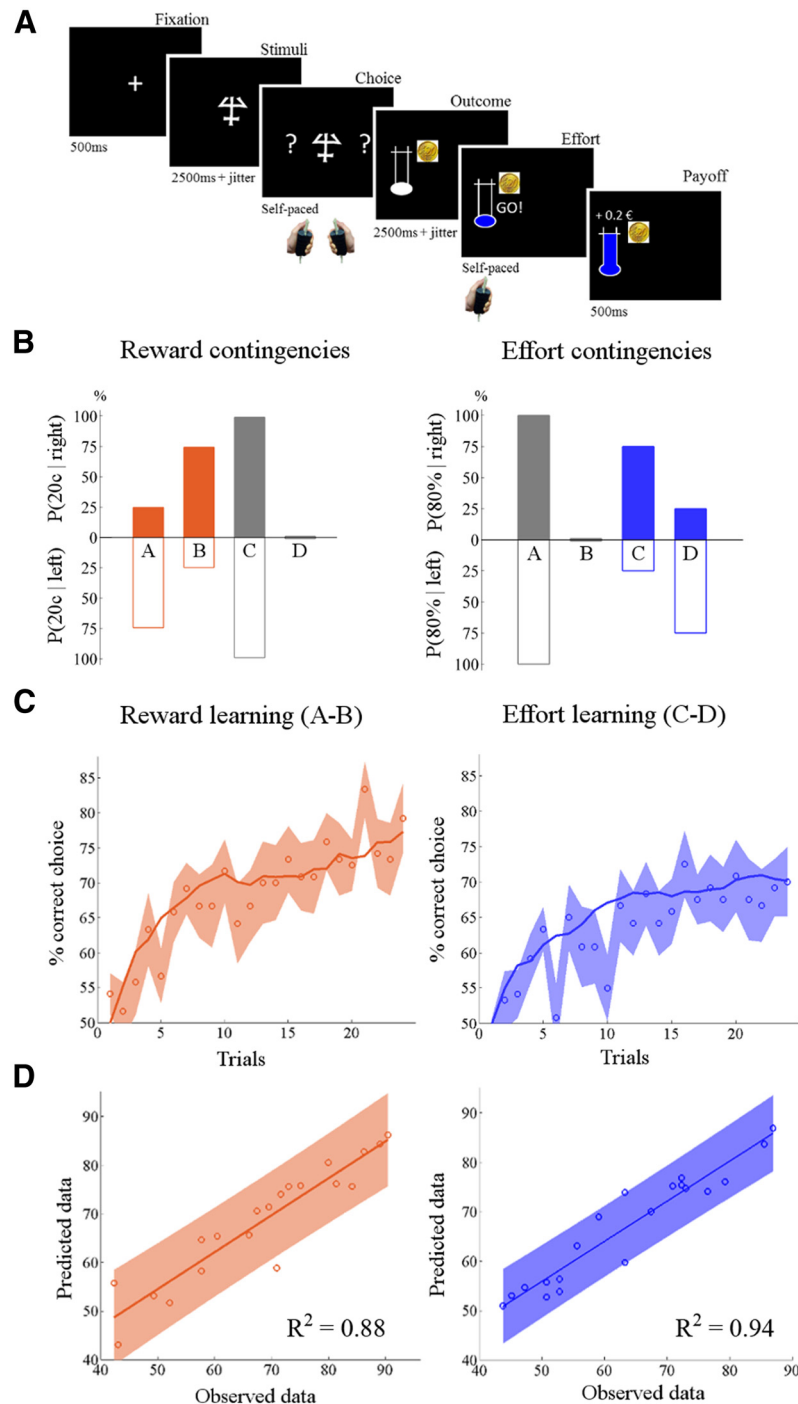 A
Fixation
Stimuli
Choice
Outcome
Effort
Payoff
? ?
GO!
+ 0.2 €
500ms
2500ms + jitter
Self-paced
2500ms + jitter
Self-paced
500ms
B
Reward contingencies
%
P(20c | right)
P(20c | left)
100
75
50
25
0
25
50
75
100
A B C D
Effort contingencies
%
P(80% | right)
P(80% | left)
100
75
50
25
0
25
50
75
100
A B C D
C
Reward learning (A-B)
% correct choice
85
80
75
70
65
60
55
50
0 5 10 15 20
Trials
Effort learning (C-D)
% correct choice
85
80
75
70
65
60
55
50
0 5 10 15 20
Trials
D
Predicted data
90
80
70
60
50
40
40 50 60 70 80 90
R² = 0.88
Observed data
Predicted data
90
80
70
60
50
40
40 50 60 70 80 90
R² = 0.94
Observed data